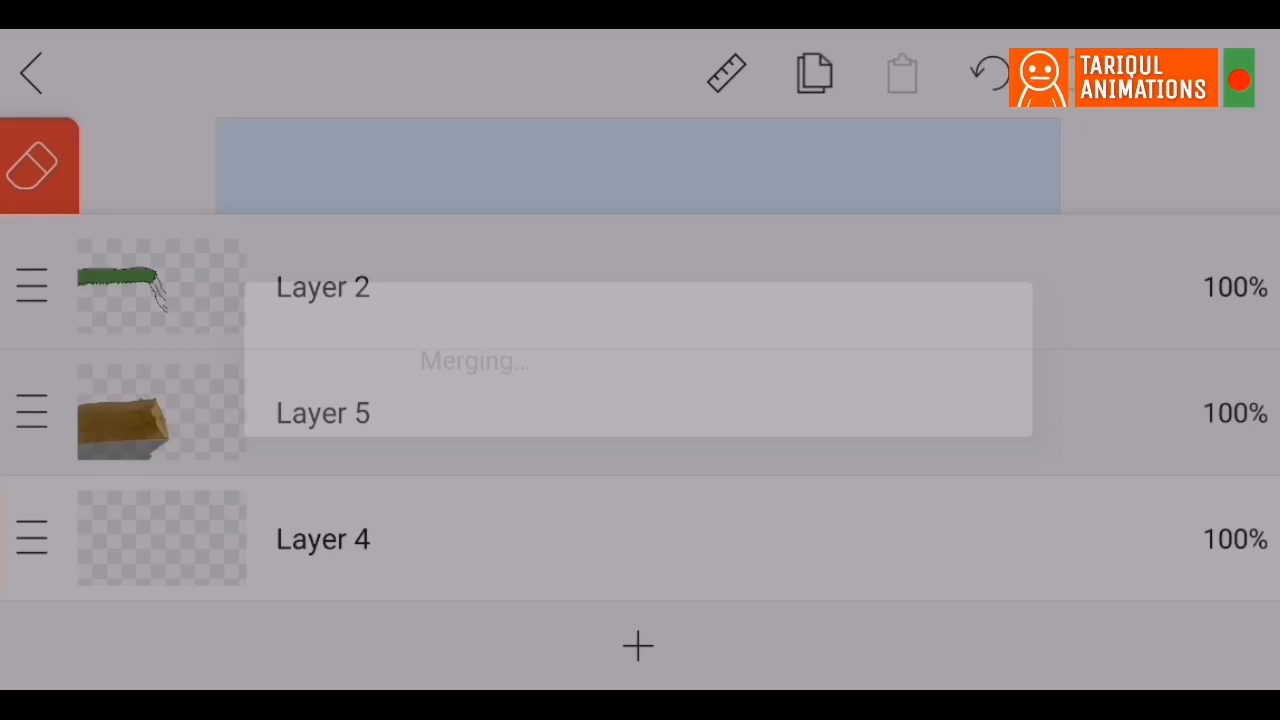 TARIQUL
ANIMATIONS
Layer 2
100%
Merging...
Layer 5
100%
Layer 4
100%